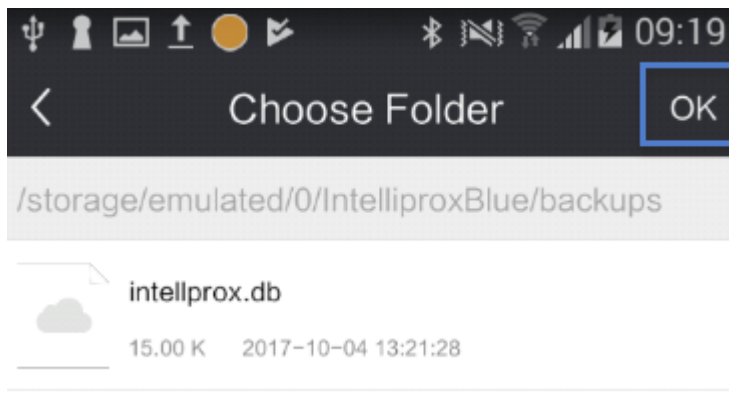 09:19
Choose Folder
OK
/storage/emulated/0/IntelliproxBlue/backups
intellprox.db
15.00 K 2017-10-04 13:21:28